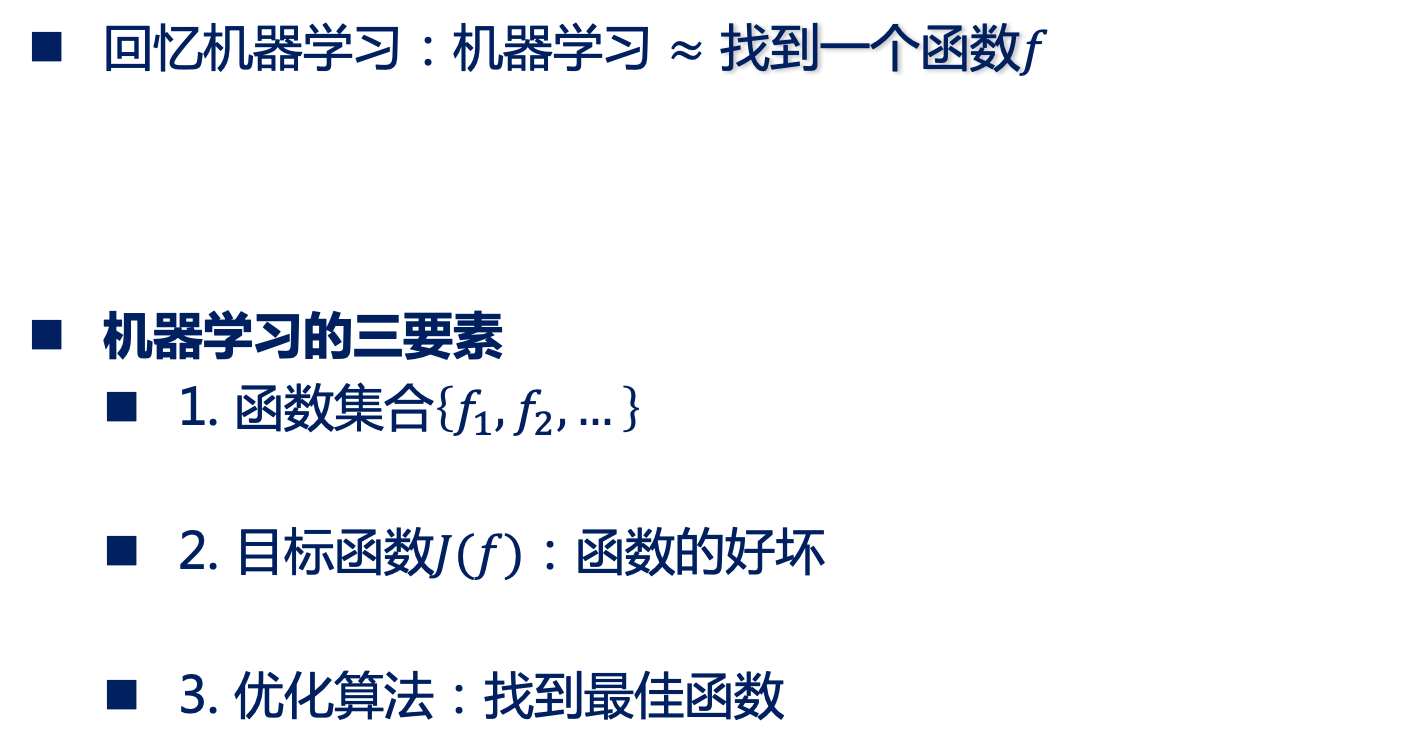 ■ 回忆机器学习：机器学习 ≈ 找到一个函数f
■ 机器学习的三要素
■ 1. 函数集合{f₁, f₂, … }
■ 2. 目标函数J(f)：函数的好坏
■ 3. 优化算法：找到最佳函数